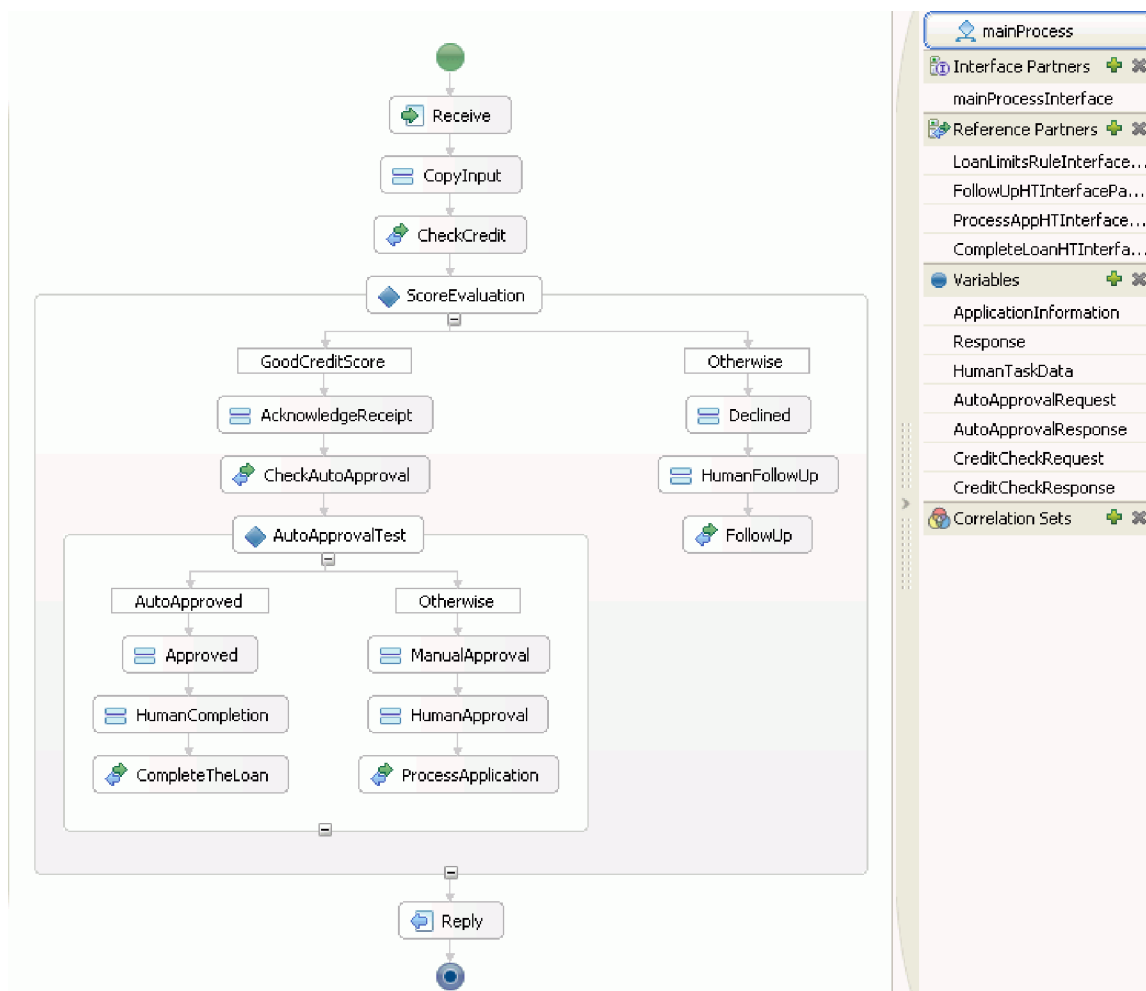 Receive
CopyInput
CheckCredit
ScoreEvaluation
GoodCreditScore
Otherwise
AcknowledgeReceipt
Declined
CheckAutoApproval
HumanFollowUp
AutoApprovalTest
FollowUp
AutoApproved
Otherwise
Approved
ManualApproval
HumanCompletion
HumanApproval
CompleteTheLoan
ProcessApplication
Reply
mainProcess
Interface Partners
mainProcessInterface
Reference Partners
LoanLimitsRuleInterface...
FollowUpHTInterfacePa...
ProcessAppHTInterface...
CompleteLoanHTInterfa...
Variables
ApplicationInformation
Response
HumanTaskData
AutoApprovalRequest
AutoApprovalResponse
CreditCheckRequest
CreditCheckResponse
Correlation Sets